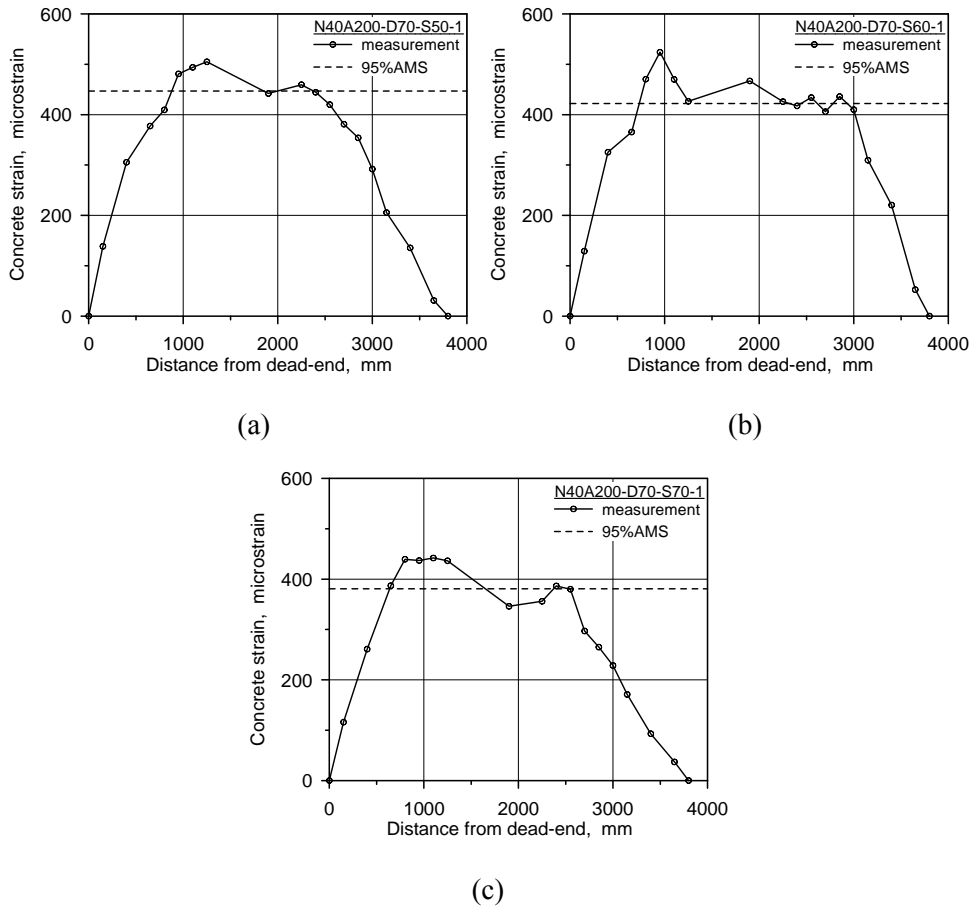 N40A200-D70-S50-1
measurement
95%AMS
600
400
200
0
Concrete strain, microstrain
0 1000 2000 3000 4000
Distance from dead-end, mm
(a)
N40A200-D70-S60-1
measurement
95%AMS
600
400
200
0
Concrete strain, microstrain
0 1000 2000 3000 4000
Distance from dead-end, mm
(b)
N40A200-D70-S70-1
measurement
95%AMS
600
400
200
0
Concrete strain, microstrain
0 1000 2000 3000 4000
Distance from dead-end, mm
(c)